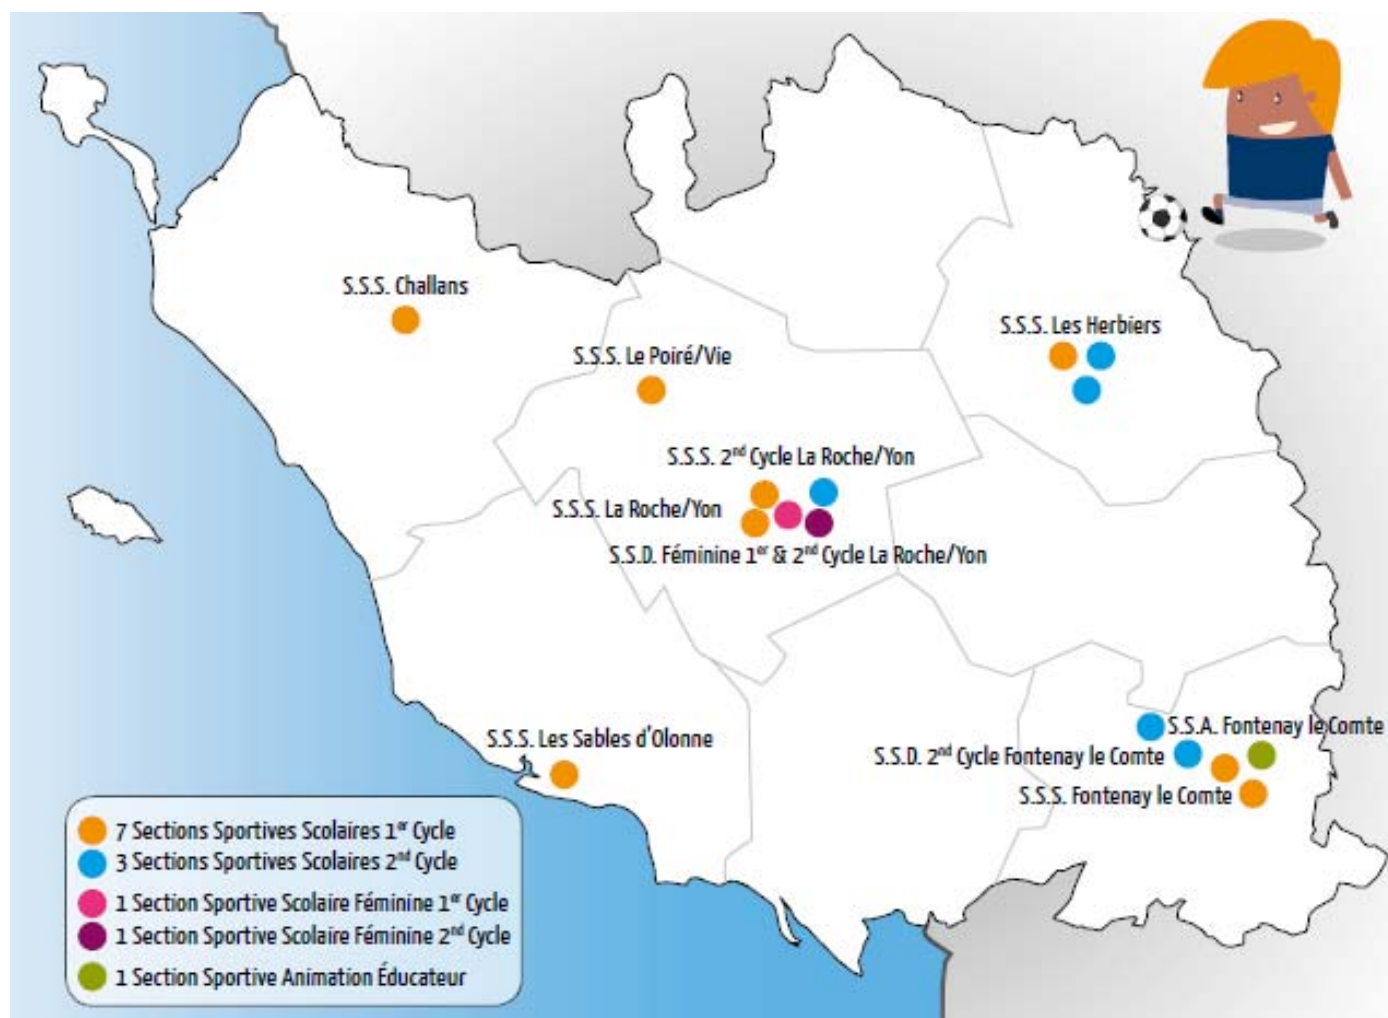 S.S.S. Challans
S.S.S. Les Herbiers
S.S.S. Le Poiré/Vie
S.S.S. 2nd Cycle La Roche/Yon
S.S.S. La Roche/Yon
S.S.D. Féminine 1er & 2nd Cycle La Roche/Yon
S.S.S. Les Sables d'Olonne
S.S.A. Fontenay le Comte
S.S.D. 2nd Cycle Fontenay le Comte
S.S.S. Fontenay le Comte
7 Sections Sportives Scolaires 1er Cycle
3 Sections Sportives Scolaires 2nd Cycle
1 Section Sportive Scolaire Féminine 1er Cycle
1 Section Sportive Scolaire Féminine 2nd Cycle
1 Section Sportive Animation Éducateur